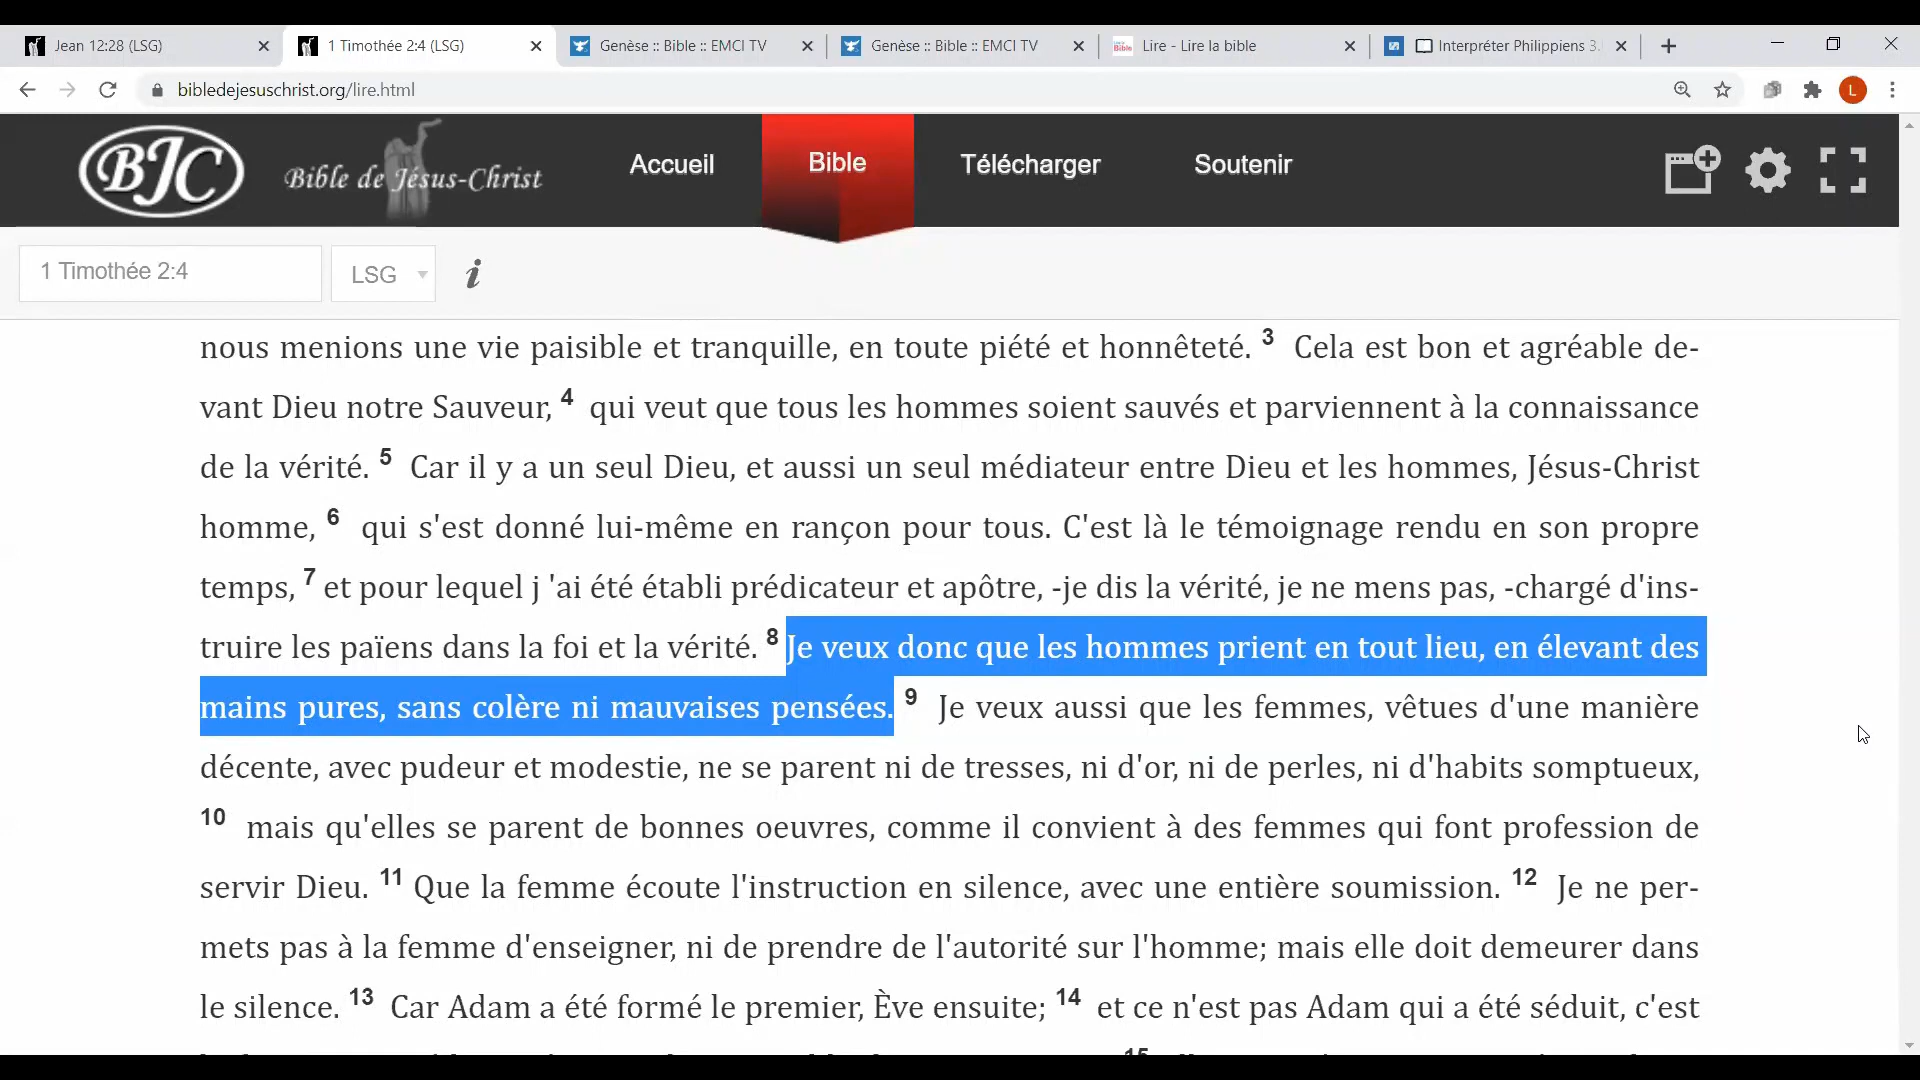 Jean 12:28 (LSG)
1 Timothée 2:4 (LSG)
Genèse :: Bible :: EMCI TV
Genèse :: Bible :: EMCI TV
Lire - Lire la bible
Interpréter Philippiens 3.
bibledejesuschrist.org/lire.html
L
BJC
Bible de Jésus-Christ
Accueil
Bible
Télécharger
Soutenir
1 Timothée 2:4
LSG
i
nous menions une vie paisible et tranquille, en toute piété et honnêteté. 3 Cela est bon et agréable de-
vant Dieu notre Sauveur, 4 qui veut que tous les hommes soient sauvés et parviennent à la connaissance
de la vérité. 5 Car il y a un seul Dieu, et aussi un seul médiateur entre Dieu et les hommes, Jésus-Christ
homme, 6 qui s'est donné lui-même en rançon pour tous. C'est là le témoignage rendu en son propre
temps, 7 et pour lequel j 'ai été établi prédicateur et apôtre, -je dis la vérité, je ne mens pas, -chargé d'ins-
truire les païens dans la foi et la vérité. 8 Je veux donc que les hommes prient en tout lieu, en élevant des
mains pures, sans colère ni mauvaises pensées. 9 Je veux aussi que les femmes, vêtues d'une manière
décente, avec pudeur et modestie, ne se parent ni de tresses, ni d'or, ni de perles, ni d'habits somptueux,
10 mais qu'elles se parent de bonnes oeuvres, comme il convient à des femmes qui font profession de
servir Dieu. 11 Que la femme écoute l'instruction en silence, avec une entière soumission. 12 Je ne per-
mets pas à la femme d'enseigner, ni de prendre de l'autorité sur l'homme; mais elle doit demeurer dans
le silence. 13 Car Adam a été formé le premier, Ève ensuite; 14 et ce n'est pas Adam qui a été séduit, c'est
15